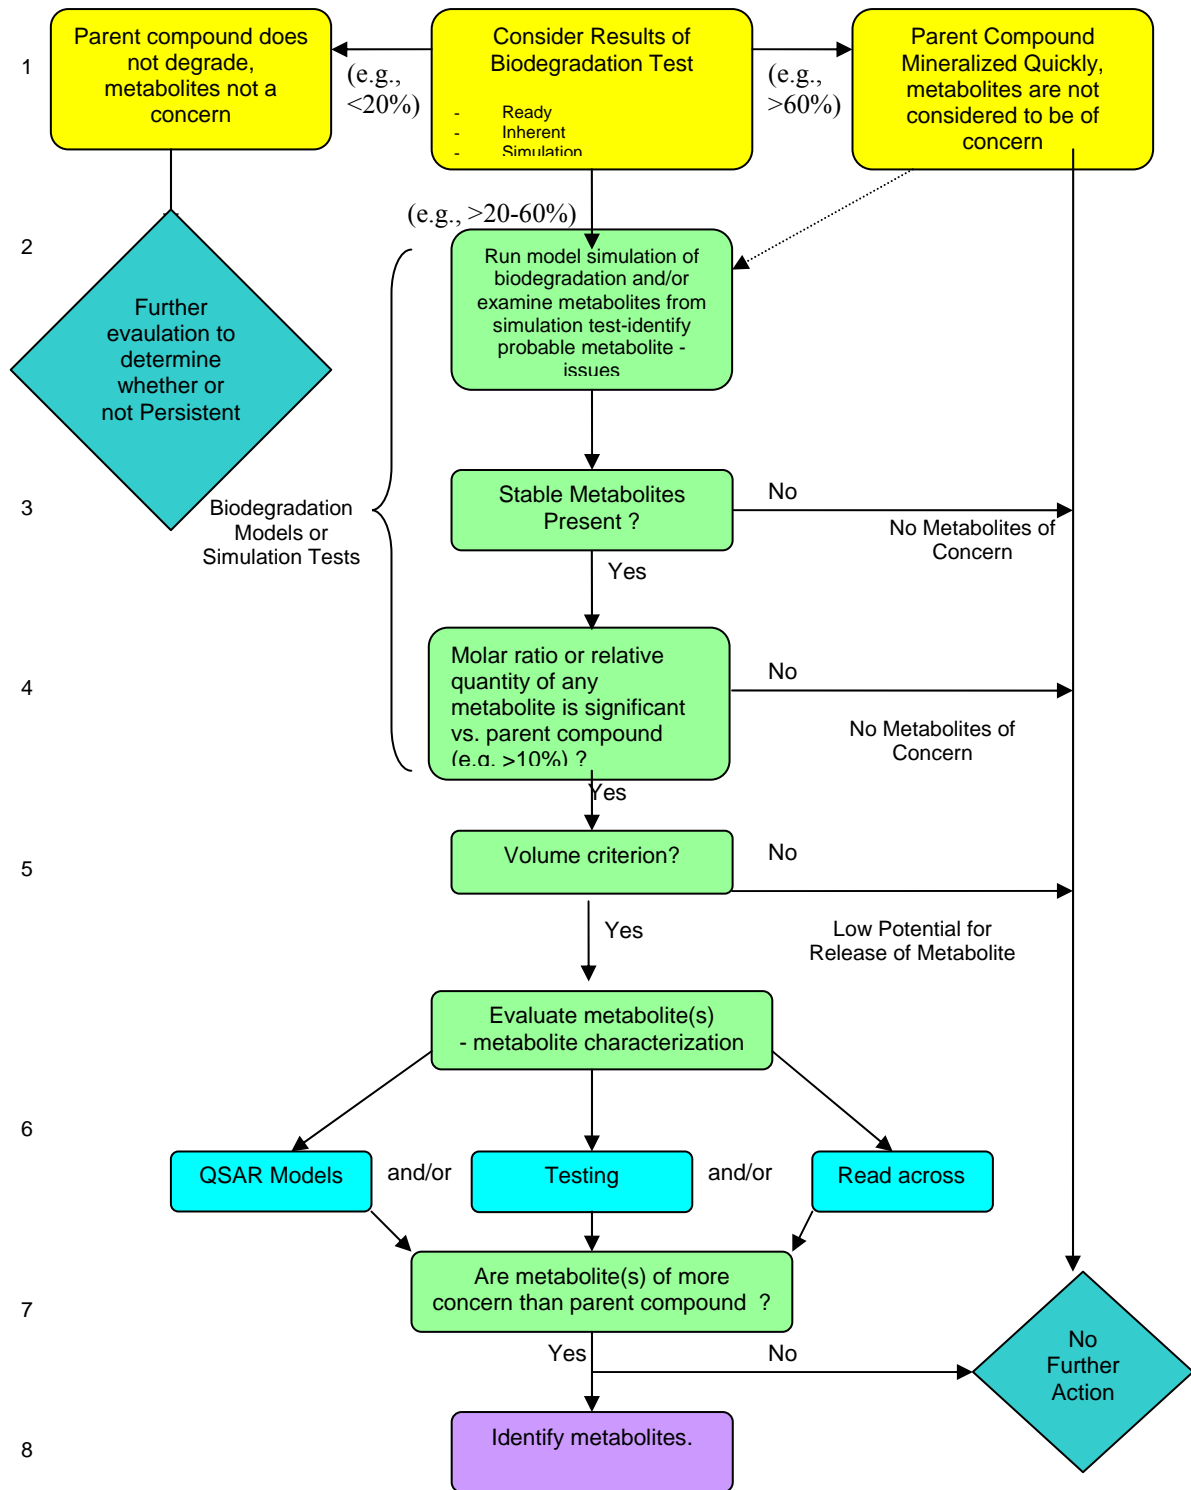 1
Parent compound does
not degrade,
metabolites not a
concern
(e.g.,
<20%)
Consider Results of
Biodegradation Test
- Ready
- Inherent
- Simulation
(e.g.,
>60%)
Parent Compound
Mineralized Quickly,
metabolites are not
considered to be of
concern
(e.g., >20-60%)
2
Further
evaulation to
determine
whether or
not Persistent
Run model simulation of
biodegradation and/or
examine metabolites from
simulation test-identify
probable metabolite -
issues
3
Biodegradation
Models or
Simulation Tests
Stable Metabolites
Present ?
No
No Metabolites of
Concern
Yes
4
Molar ratio or relative
quantity of any
metabolite is significant
vs. parent compound
(e.g. >10%) ?
No
No Metabolites of
Concern
Yes
5
Volume criterion?
No
Low Potential for
Release of Metabolite
Yes
Evaluate metabolite(s)
- metabolite characterization
6
QSAR Models
and/or
Testing
and/or
Read across
7
Are metabolite(s) of more
concern than parent compound ?
Yes
No
No
Further
Action
8
Identify metabolites.